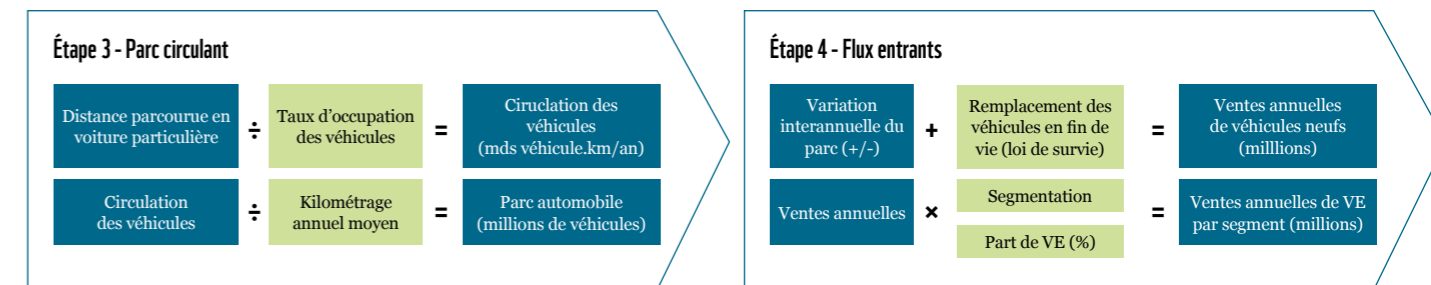 Étape 3 - Parc circulant
Distance parcourue en
voiture particulière
÷
Taux d'occupation
des véhicules
=
Ciruclation des
véhicules
(mds véhicule.km/an)
Circulation
des véhicules
÷
Kilométrage
annuel moyen
=
Parc automobile
(millions de véhicules)
Étape 4 - Flux entrants
Variation
interannuelle du
parc (+/-)
+
Remplacement des
véhicules en fin de
vie (loi de survie)
=
Ventes annuelles
de véhicules neufs
(milllions)
Ventes annuelles
×
Segmentation
Part de VE (%)
=
Ventes annuelles de VE
par segment (millions)